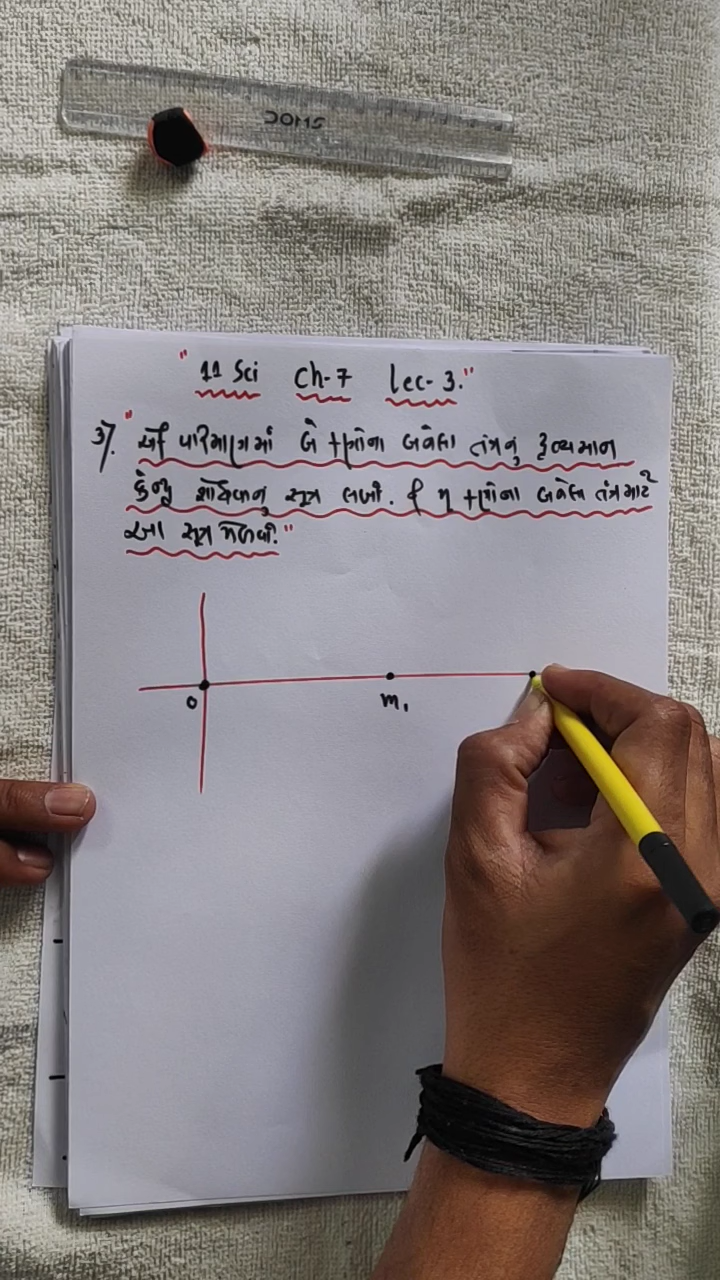 "11 Sci Ch-7 Lec-3."
"
3). એક પરિમાણમાં બે કણોના બનેલા તંત્રનું દ્રવ્યમાન
કેન્દ્ર શોધવાનું સૂત્ર લખી. ને n કણોના બનેલા તંત્ર માટે
આ સૂત્ર મેળવો."
0 m₁